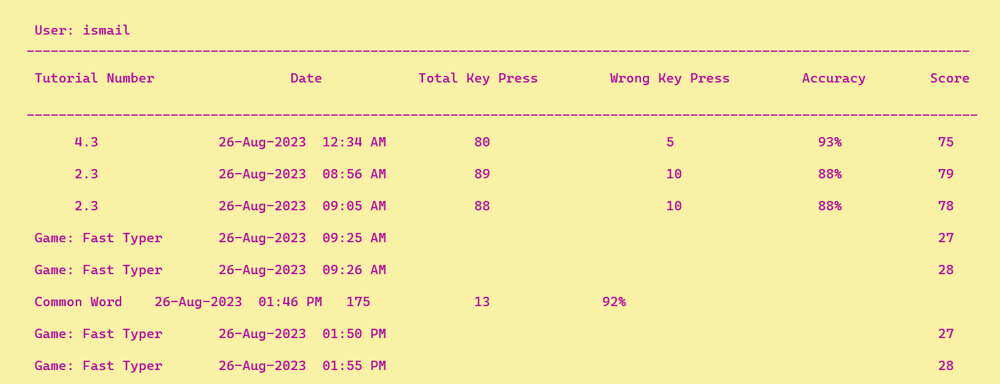 User: ismail
----------------------------------------------------------------------------------------------------------------------
Tutorial Number                 Date            Total Key Press         Wrong Key Press         Accuracy        Score
-----------------------------------------------------------------------------------------------------------------------
     4.3               26-Aug-2023  12:34 AM           80                      5                  93%            75
     2.3               26-Aug-2023  08:56 AM           89                      10                 88%            79
     2.3               26-Aug-2023  09:05 AM           88                      10                 88%            78
Game: Fast Typer       26-Aug-2023  09:25 AM                                                                     27
Game: Fast Typer       26-Aug-2023  09:26 AM                                                                     28
Common Word    26-Aug-2023  01:46 PM   175             13              92%
Game: Fast Typer       26-Aug-2023  01:50 PM                                                                     27
Game: Fast Typer       26-Aug-2023  01:55 PM                                                                     28